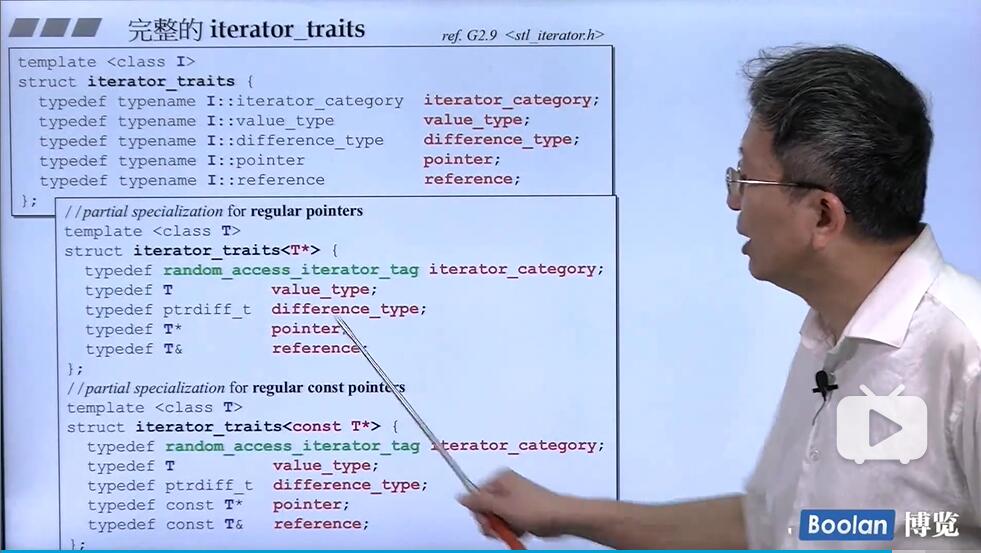 完整的 iterator_traits
ref. G2.9 <stl_iterator.h>
template <class I>
struct iterator_traits {
typedef typename I::iterator_category iterator_category;
typedef typename I::value_type value_type;
typedef typename I::difference_type difference_type;
typedef typename I::pointer pointer;
typedef typename I::reference reference;
};
//partial specialization for regular pointers
template <class T>
struct iterator_traits<T*> {
typedef random_access_iterator_tag iterator_category;
typedef T value_type;
typedef ptrdiff_t difference_type;
typedef T* pointer;
typedef T& reference;
};
//partial specialization for regular const pointers
template <class T>
struct iterator_traits<const T*> {
typedef random_access_iterator_tag iterator_category;
typedef T value_type;
typedef ptrdiff_t difference_type;
typedef const T* pointer;
typedef const T& reference;
};
Boolan 博览